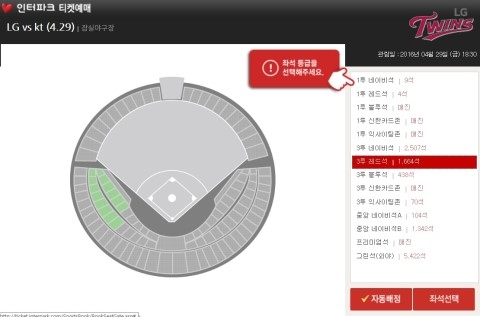 인터파크 티켓예매
LG vs kt (4.29) | 잠실야구장
LG
TWINS
관람일 : 2016년 04월 29일 (금) 18:30
좌석 등급을
선택해주세요.
1루 네이비석 | 9석
1루 레드석 | 4석
1루 블루석 | 매진
1루 신한카드존 | 매진
1루 익사이팅존 | 매진
3루 네이비석 | 2,507석
3루 레드석 | 1,664석
3루 블루석 | 438석
3루 신한카드존 | 매진
3루 익사이팅존 | 70석
중앙 네이비석A | 104석
중앙 네이비석B | 1,342석
프리미엄석 | 매진
그린석(외야) | 5,422석
자동배정
좌석선택